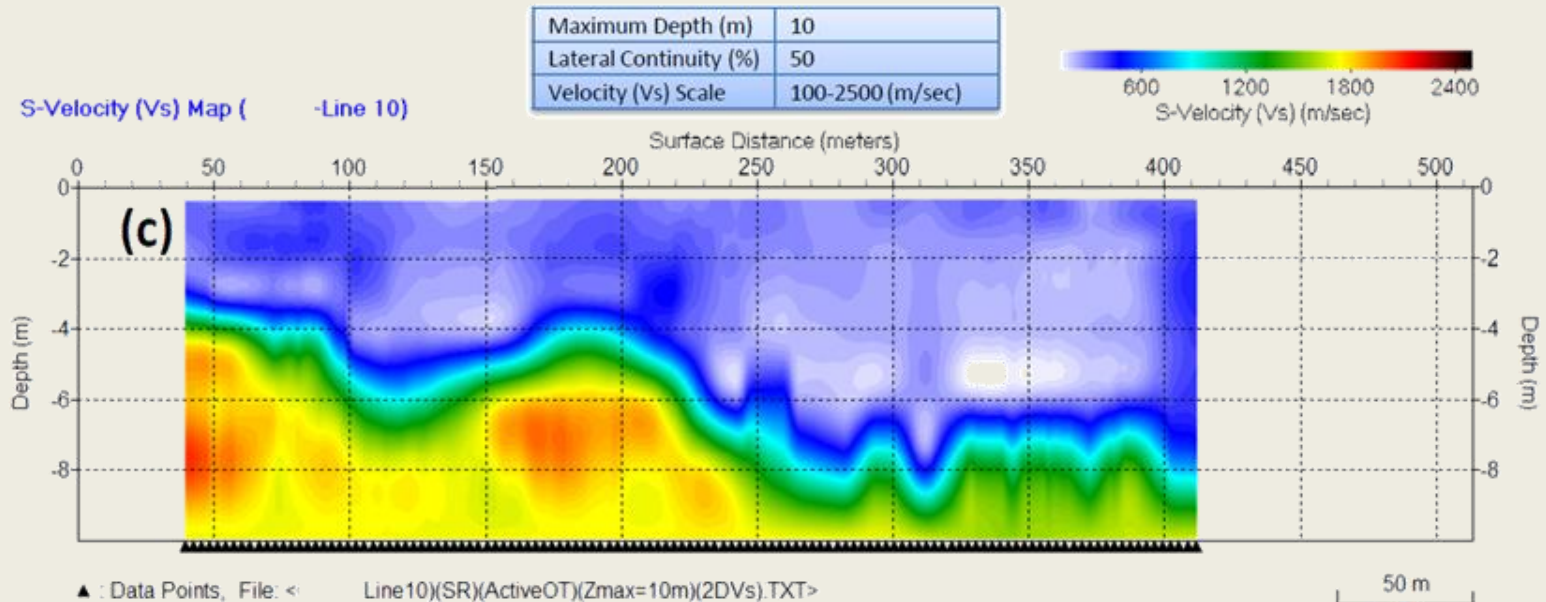 Maximum Depth (m) 10
Lateral Continuity (%) 50
Velocity (Vs) Scale 100-2500 (m/sec)
600 1200 1800 2400
S-Velocity (Vs) (m/sec)
S-Velocity (Vs) Map ( -Line 10)
Surface Distance (meters)
0 50 100 150 200 250 300 350 400 450 500
0 0
(c)
-2 -2
-4 -4
Depth (m) Depth (m)
-6 -6
-8 -8
▲ : Data Points, File: < Line10)(SR)(ActiveOT)(Zmax=10m)(2DVs).TXT>
50 m